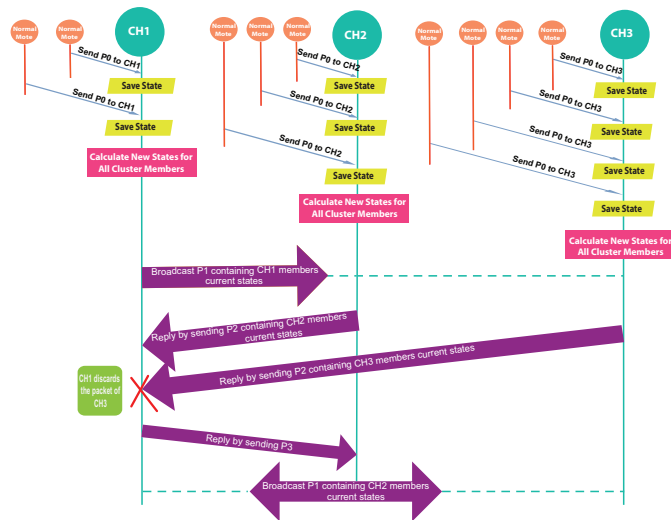 Normal
Mote
Normal
Mote
CH1
Normal
Mote
Normal
Mote
Normal
Mote
CH2
Normal
Mote
Normal
Mote
Normal
Mote
Normal
Mote
CH3
Send P0 to CH1
Save State
Send P0 to CH1
Save State
Calculate New States for
All Cluster Members
Send P0 to CH2
Save State
Send P0 to CH2
Save State
Send P0 to CH2
Save State
Calculate New States for
All Cluster Members
Send P0 to CH3
Save State
Send P0 to CH3
Save State
Send P0 to CH3
Save State
Send P0 to CH3
Save State
Calculate New States for
All Cluster Members
Broadcast P1 containing CH1 members
current states
Reply by sending P2 containing CH2 members
current states
Reply by sending P2 containing CH3 members current states
CH1 discards
the packet of
CH3
Reply by sending P3
Broadcast P1 containing CH2 members
current states